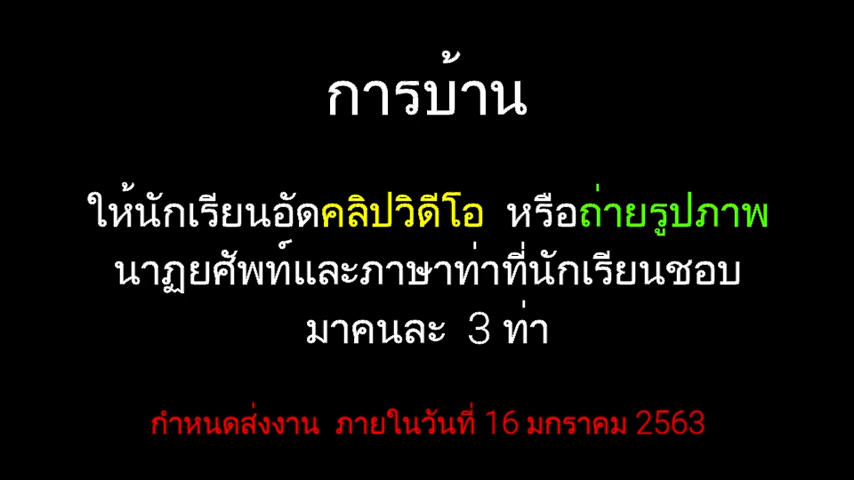 การบ้าน
ให้นักเรียนอัดคลิปวิดีโอ หรือถ่ายรูปภาพ
นาฏยศัพท์และภาษาท่าที่นักเรียนชอบ
มาคนละ 3 ท่า
กำหนดส่งงาน ภายในวันที่ 16 มกราคม 2563